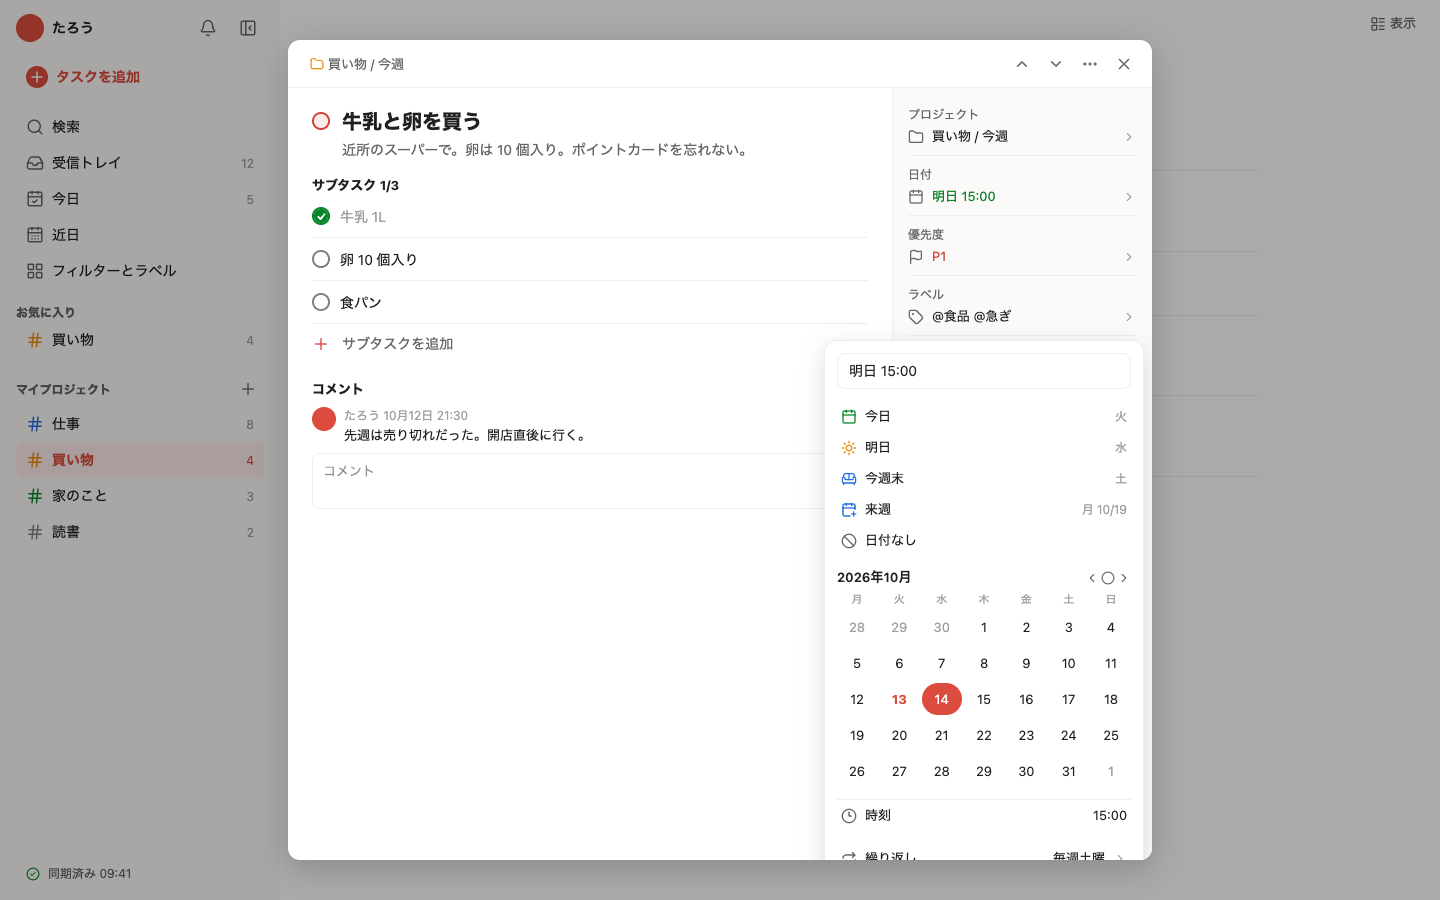 たろう
タスクを追加
検索
受信トレイ 12
今日 5
近日
フィルターとラベル
お気に入り
買い物 4
マイプロジェクト
仕事 8
買い物 4
家のこと 3
読書 2
同期済み 09:41
表示
買い物 / 今週
牛乳と卵を買う
近所のスーパーで。卵は 10 個入り。ポイントカードを忘れない。
サブタスク 1/3
牛乳 1L
卵 10 個入り
食パン
サブタスクを追加
コメント
たろう 10月12日 21:30
先週は売り切れだった。開店直後に行く。
コメント
プロジェクト
買い物 / 今週
日付
明日 15:00
優先度
P1
ラベル
@食品 @急ぎ
明日 15:00
今日 火
明日 水
今週末 土
来週 月 10/19
日付なし
2026年10月
月 火 水 木 金 土 日
28 29 30 1 2 3 4
5 6 7 8 9 10 11
12 13 14 15 16 17 18
19 20 21 22 23 24 25
26 27 28 29 30 31 1
時刻 15:00
繰り返し 毎週土曜